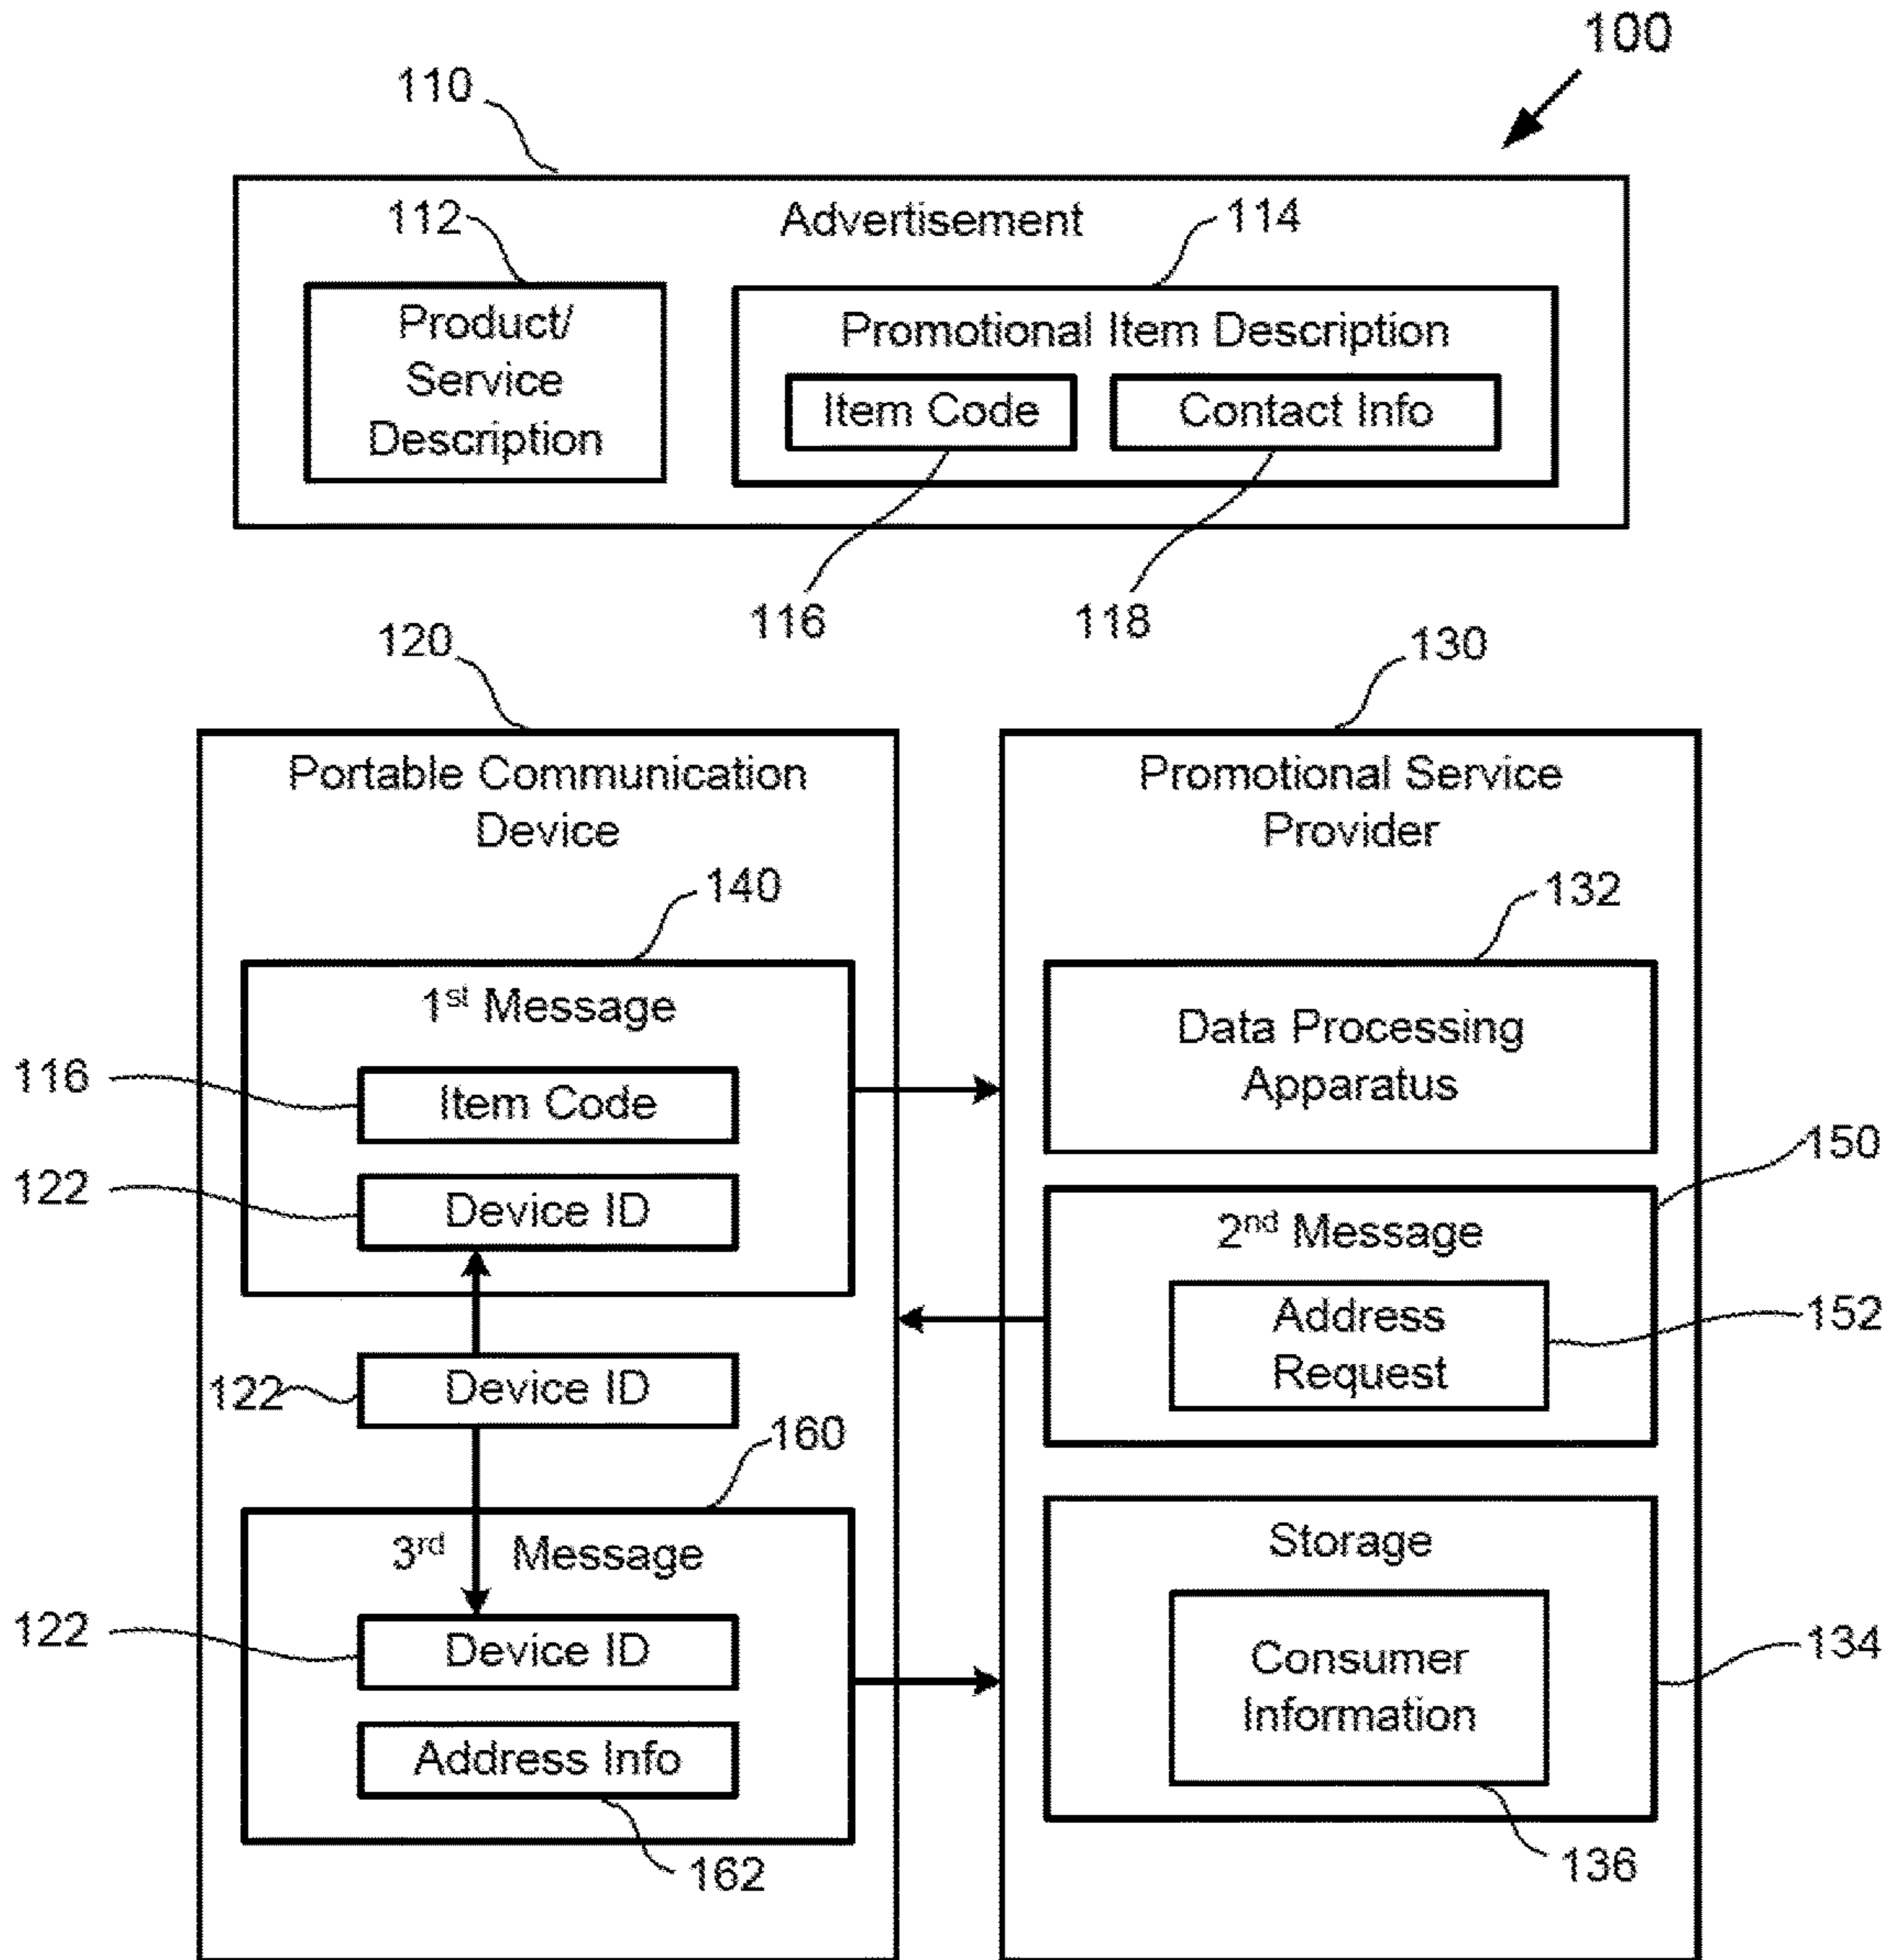 100
110
112
Advertisement
114
Product/
Service
Description
Promotional Item Description
Item Code
Contact Info
116
118
120
130
Portable Communication
Device
Promotional Service
Provider
140
132
1st Message
Data Processing
Apparatus
116
Item Code
122
Device ID
150
2nd Message
Address
Request
152
122
Device ID
160
3rd Message
Storage
122
Device ID
Consumer
Information
134
Address Info
162
136